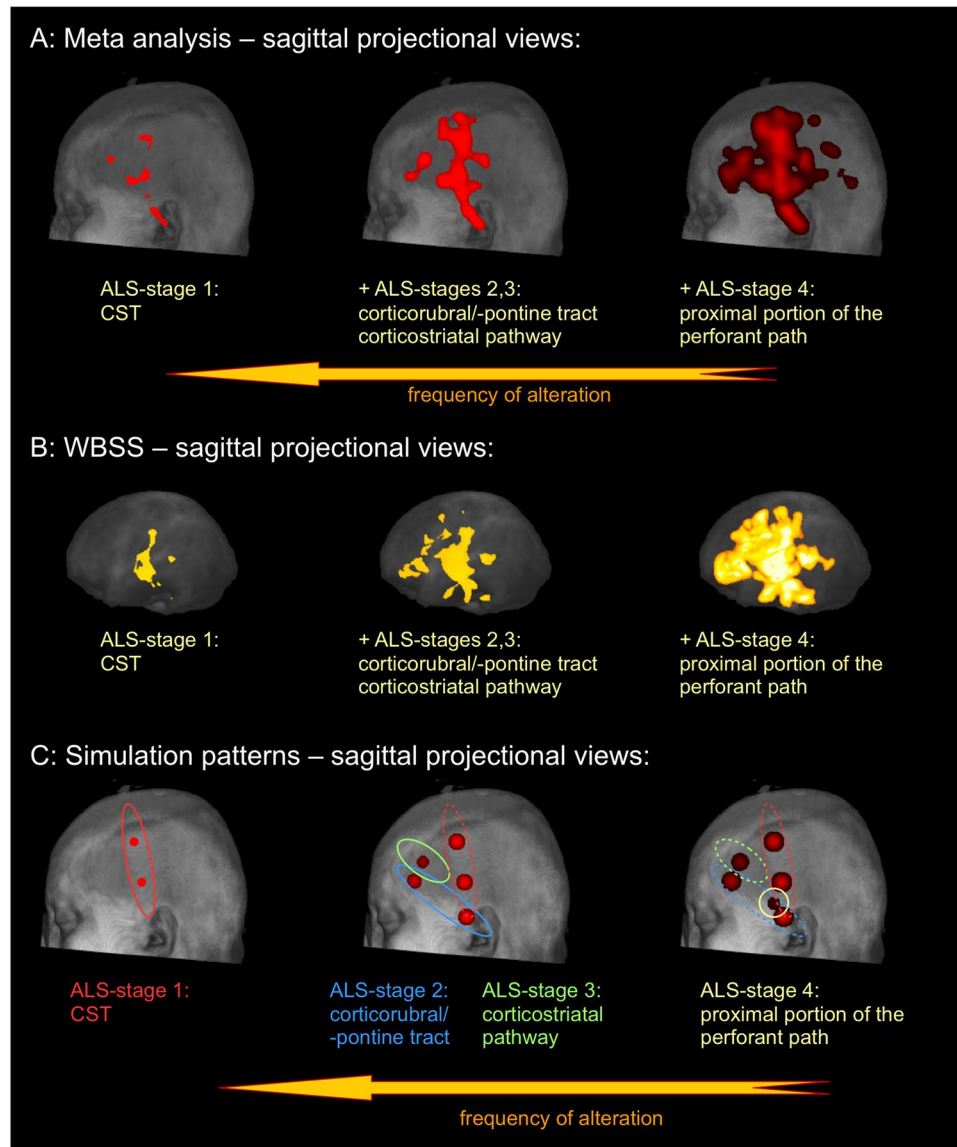 A: Meta analysis – sagittal projectional views:
ALS-stage 1:
CST
+ ALS-stages 2,3:
corticorubral/-pontine tract
corticostriatal pathway
+ ALS-stage 4:
proximal portion of the
perforant path
frequency of alteration
B: WBSS – sagittal projectional views:
ALS-stage 1:
CST
+ ALS-stages 2,3:
corticorubral/-pontine tract
corticostriatal pathway
+ ALS-stage 4:
proximal portion of the
perforant path
C: Simulation patterns – sagittal projectional views:
ALS-stage 1:
CST
ALS-stage 2:
corticorubral/
-pontine tract
ALS-stage 3:
corticostriatal
pathway
ALS-stage 4:
proximal portion of the
perforant path
frequency of alteration